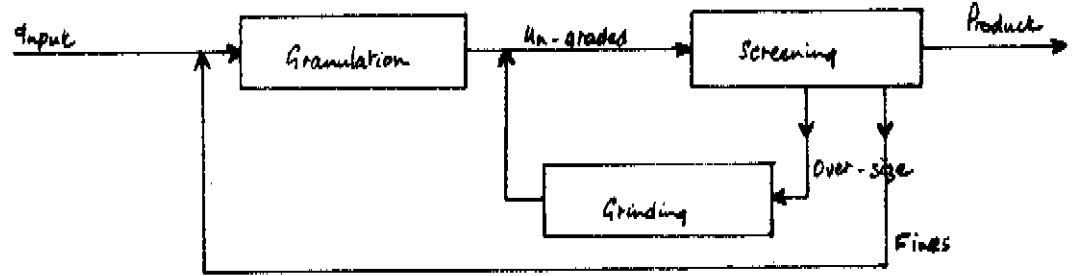 Input
Granulation
Un-graded
Screening
Product
Over-size
Grinding
Fines